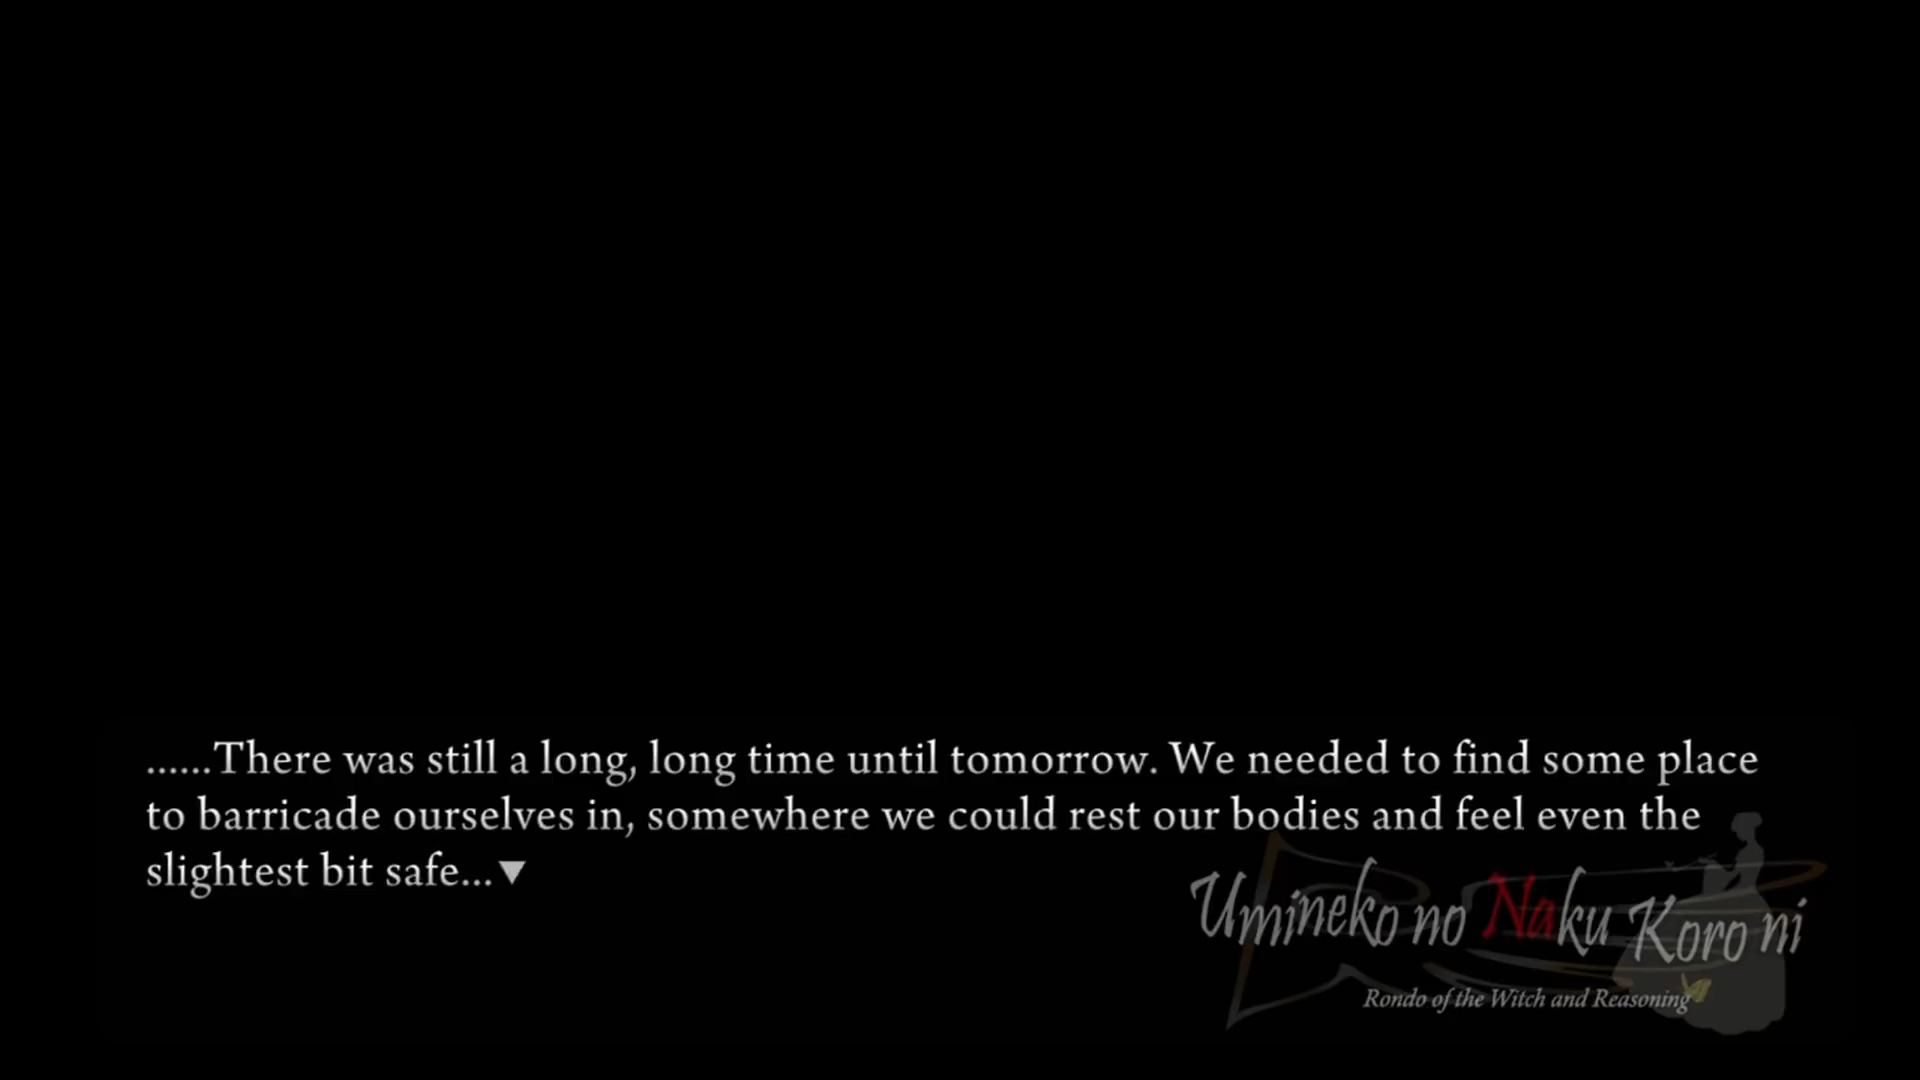 ......There was still a long, long time until tomorrow. We needed to find some place
to barricade ourselves in, somewhere we could rest our bodies and feel even the
slightest bit safe...▼
Umineko no Naku Koro ni
Rondo of the Witch and Reasoning